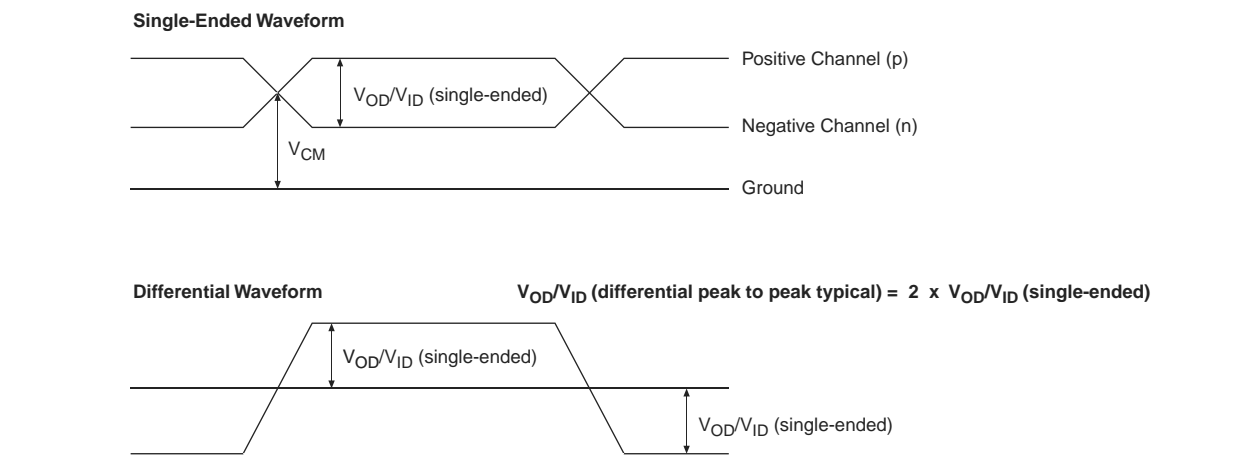 Single-Ended Waveform
Positive Channel (p)
VOD/VID (single-ended)
Negative Channel (n)
VCM
Ground
Differential Waveform
VOD/VID (differential peak to peak typical) = 2 x VOD/VID (single-ended)
VOD/VID (single-ended)
VOD/VID (single-ended)